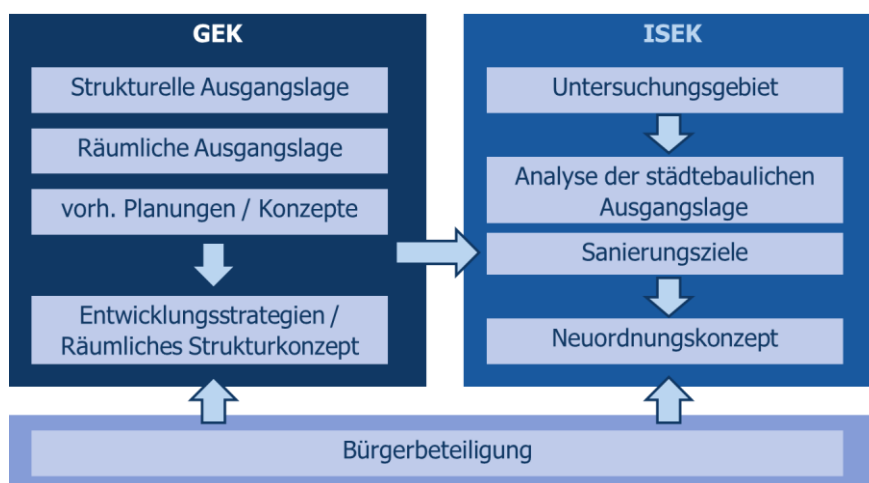 GEK
Strukturelle Ausgangslage
Räumliche Ausgangslage
vorh. Planungen / Konzepte
Entwicklungsstrategien /
Räumliches Strukturkonzept
ISEK
Untersuchungsgebiet
Analyse der städtebaulichen
Ausgangslage
Sanierungsziele
Neuordnungskonzept
Bürgerbeteiligung